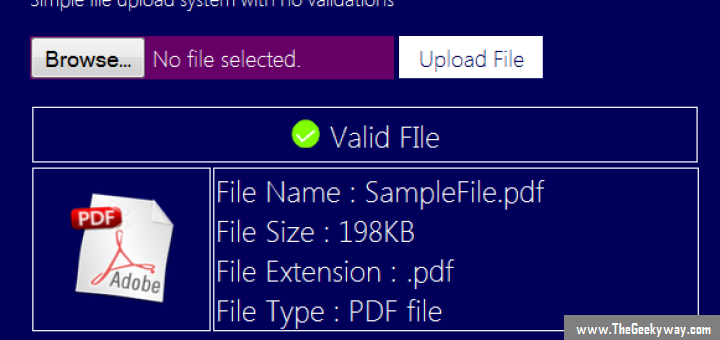 Simple file upload system with no validations
Browse... No file selected. Upload File
Valid FIle
PDF
Adobe
File Name : SampleFile.pdf
File Size : 198KB
File Extension : .pdf
File Type : PDF file
www.TheGeekyway.com